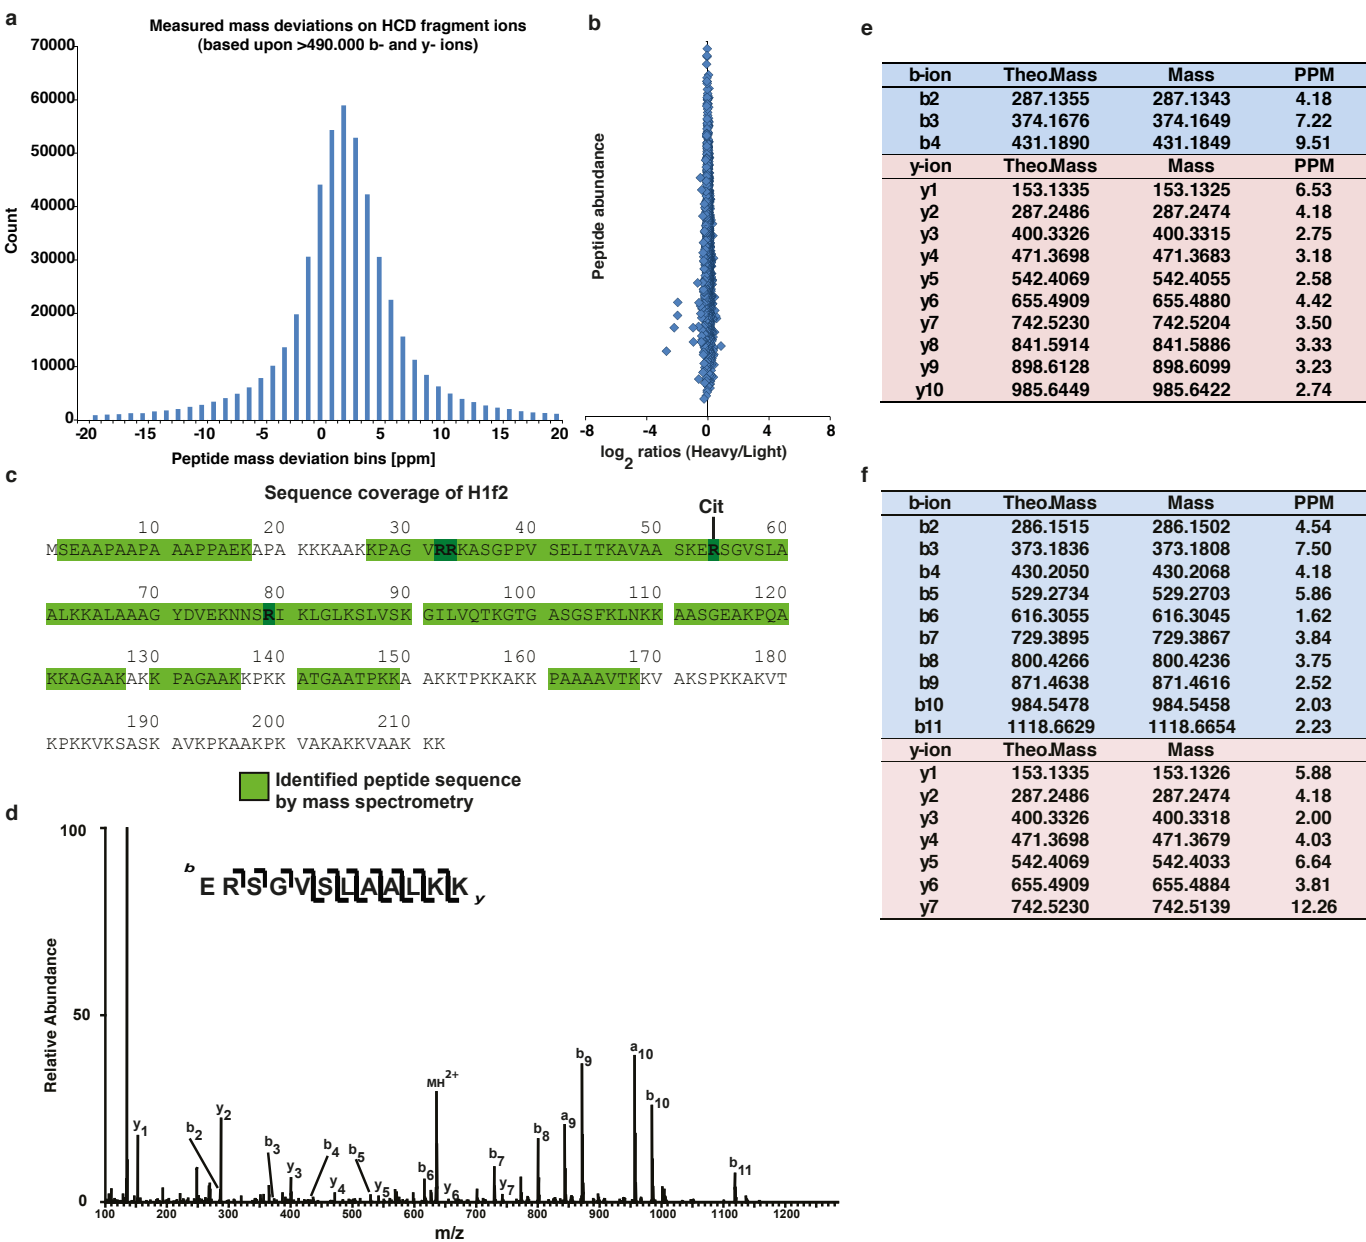 a
Measured mass deviations on HCD fragment ions
(based upon >490.000 b- and y- ions)
70000
60000
50000
40000
30000
20000
10000
0
Count
-20 -15 -10 -5 0 5 10 15 20
Peptide mass deviation bins [ppm]
b
Peptide abundance
-8 -4 0 4 8
log2 ratios (Heavy/Light)
c
Sequence coverage of H1f2
Cit
10 20 30 40 50 60
MSEAAPAAPA AAPPAEKAPA KKKAAKKPAG VRRKASGPPV SELITKAVAA SKERSGVSLA
70 80 90 100 110 120
ALKKALAAAG YDVEKNNSRI KLGLKSLVSK GILVQTKGTG ASGSFKLNKK AASGEAKPQA
130 140 150 160 170 180
KKAGAAKAKK PAGAAKKPKK ATGAATPKKA AKKTPKKAKK PAAAAVTKKV AKSPKKAKVT
190 200 210
KPKKVKSASK AVKPKAAKPK VAKAKKVAAK KK
Identified peptide sequence
by mass spectrometry
d
100
50
0
Relative Abundance
b ERSGVSLAALKK y
y1 b2 y2 b3 y3 b4 y4 b5 y5 b6 MH2+ y6 b7 y7 b8 a9 b9 a10 b10 b11
100 200 300 400 500 600 700 800 900 1000 1100 1200
m/z
e
b-ion Theo.Mass Mass PPM
b2 287.1355 287.1343 4.18
b3 374.1676 374.1649 7.22
b4 431.1890 431.1849 9.51
y-ion Theo.Mass Mass PPM
y1 153.1335 153.1325 6.53
y2 287.2486 287.2474 4.18
y3 400.3326 400.3315 2.75
y4 471.3698 471.3683 3.18
y5 542.4069 542.4055 2.58
y6 655.4909 655.4880 4.42
y7 742.5230 742.5204 3.50
y8 841.5914 841.5886 3.33
y9 898.6128 898.6099 3.23
y10 985.6449 985.6422 2.74
f
b-ion Theo.Mass Mass PPM
b2 286.1515 286.1502 4.54
b3 373.1836 373.1808 7.50
b4 430.2050 430.2068 4.18
b5 529.2734 529.2703 5.86
b6 616.3055 616.3045 1.62
b7 729.3895 729.3867 3.84
b8 800.4266 800.4236 3.75
b9 871.4638 871.4616 2.52
b10 984.5478 984.5458 2.03
b11 1118.6629 1118.6654 2.23
y-ion Theo.Mass Mass
y1 153.1335 153.1326 5.88
y2 287.2486 287.2474 4.18
y3 400.3326 400.3318 2.00
y4 471.3698 471.3679 4.03
y5 542.4069 542.4033 6.64
y6 655.4909 655.4884 3.81
y7 742.5230 742.5139 12.26